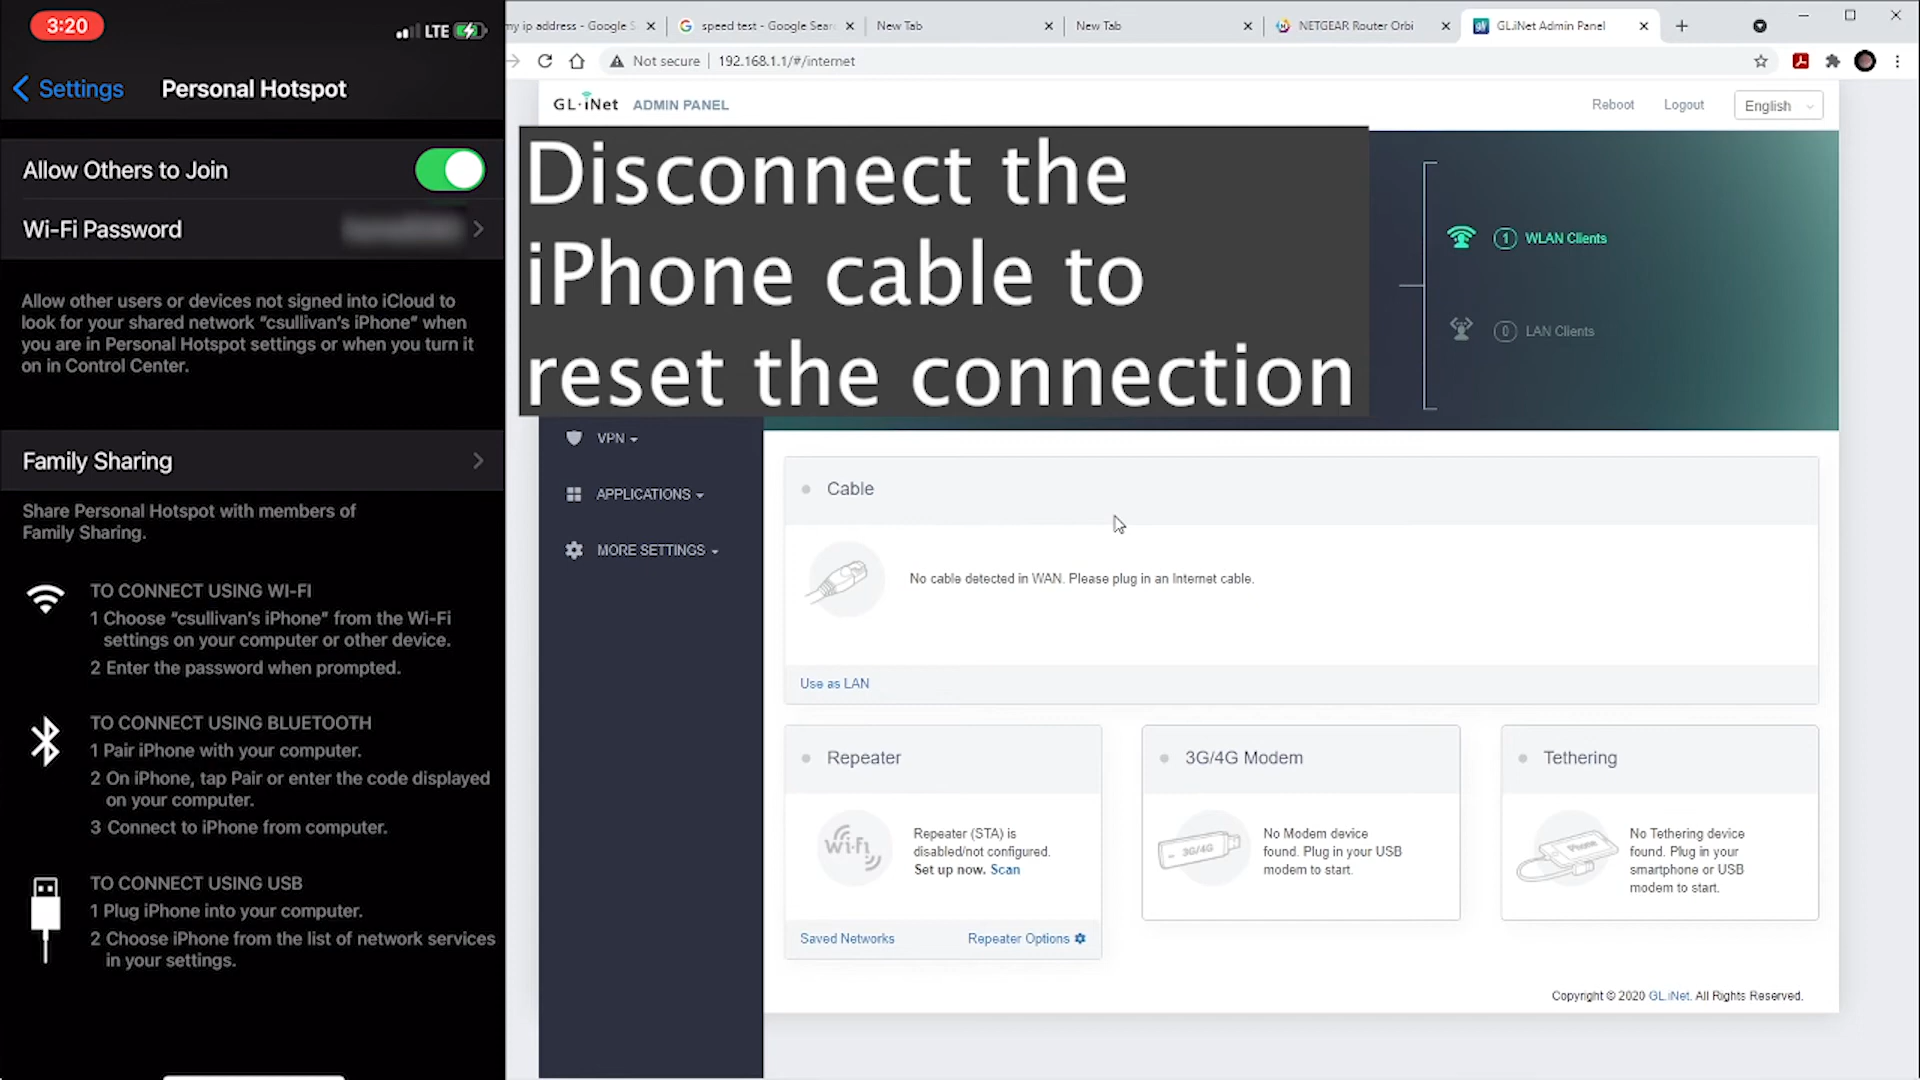 3:20
LTE
Settings
Personal Hotspot
Allow Others to Join
Wi-Fi Password
Allow other users or devices not signed into iCloud to
look for your shared network “csullivan’s iPhone” when
you are in Personal Hotspot settings or when you turn it
on in Control Center.
Family Sharing
Share Personal Hotspot with members of
Family Sharing.
TO CONNECT USING WI-FI
1 Choose “csullivan’s iPhone” from the Wi-Fi
settings on your computer or other device.
2 Enter the password when prompted.
TO CONNECT USING BLUETOOTH
1 Pair iPhone with your computer.
2 On iPhone, tap Pair or enter the code displayed
on your computer.
3 Connect to iPhone from computer.
TO CONNECT USING USB
1 Plug iPhone into your computer.
2 Choose iPhone from the list of network services
in your settings.
my ip address - Google S
speed test - Google Sear
New Tab
New Tab
NETGEAR Router Orbi
GL.iNet Admin Panel
Not secure
192.168.1.1/#/internet
GL·iNet ADMIN PANEL
Reboot
Logout
English
Disconnect the
iPhone cable to
reset the connection
1 WLAN Clients
0 LAN Clients
VPN
APPLICATIONS
MORE SETTINGS
Cable
No cable detected in WAN. Please plug in an Internet cable.
Use as LAN
Repeater
Wi-Fi
Repeater (STA) is
disabled/not configured.
Set up now. Scan
Saved Networks
Repeater Options
3G/4G Modem
3G/4G
No Modem device
found. Plug in your USB
modem to start.
Tethering
iPhone
No Tethering device
found. Plug in your
smartphone or USB
modem to start.
Copyright © 2020 GL.iNet. All Rights Reserved.